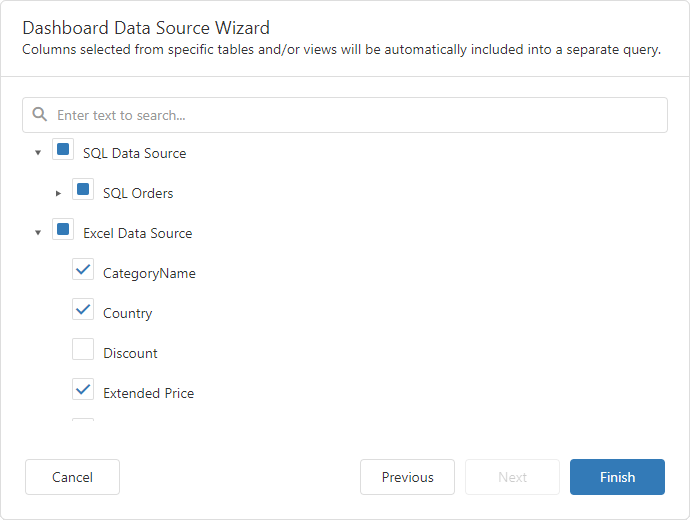 Dashboard Data Source Wizard
Columns selected from specific tables and/or views will be automatically included into a separate query.
Enter text to search...
SQL Data Source
SQL Orders
Excel Data Source
CategoryName
Country
Discount
Extended Price
Cancel
Previous
Next
Finish